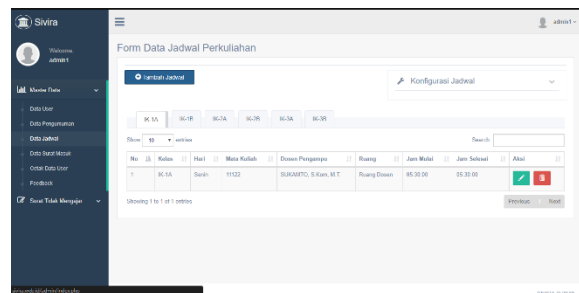 Sivira
admin1
Welcome,
admin1
Form Data Jadwal Perkuliahan
Tambah Jadwal
Konfigurasi Jadwal
Master Data
Data User
Data Pengumuman
Data Jadwal
Data Surat Masuk
Cetak Data User
Feedback
Surat Tidak Mengajar
IK-1A IK-1B IK-2A IK-2B IK-3A IK-3B
Show 10 entries
Search:
No Kelas Hari Mata Kuliah Dosen Pengampu Ruang Jam Mulai Jam Selesai Aksi
1 IK-1A Senin 11122 SUKAMTO, S.Kom, M.T. Ruang Dosen 05.30.00 05.30.00
Showing 1 to 1 of 1 entries
Previous 1 Next